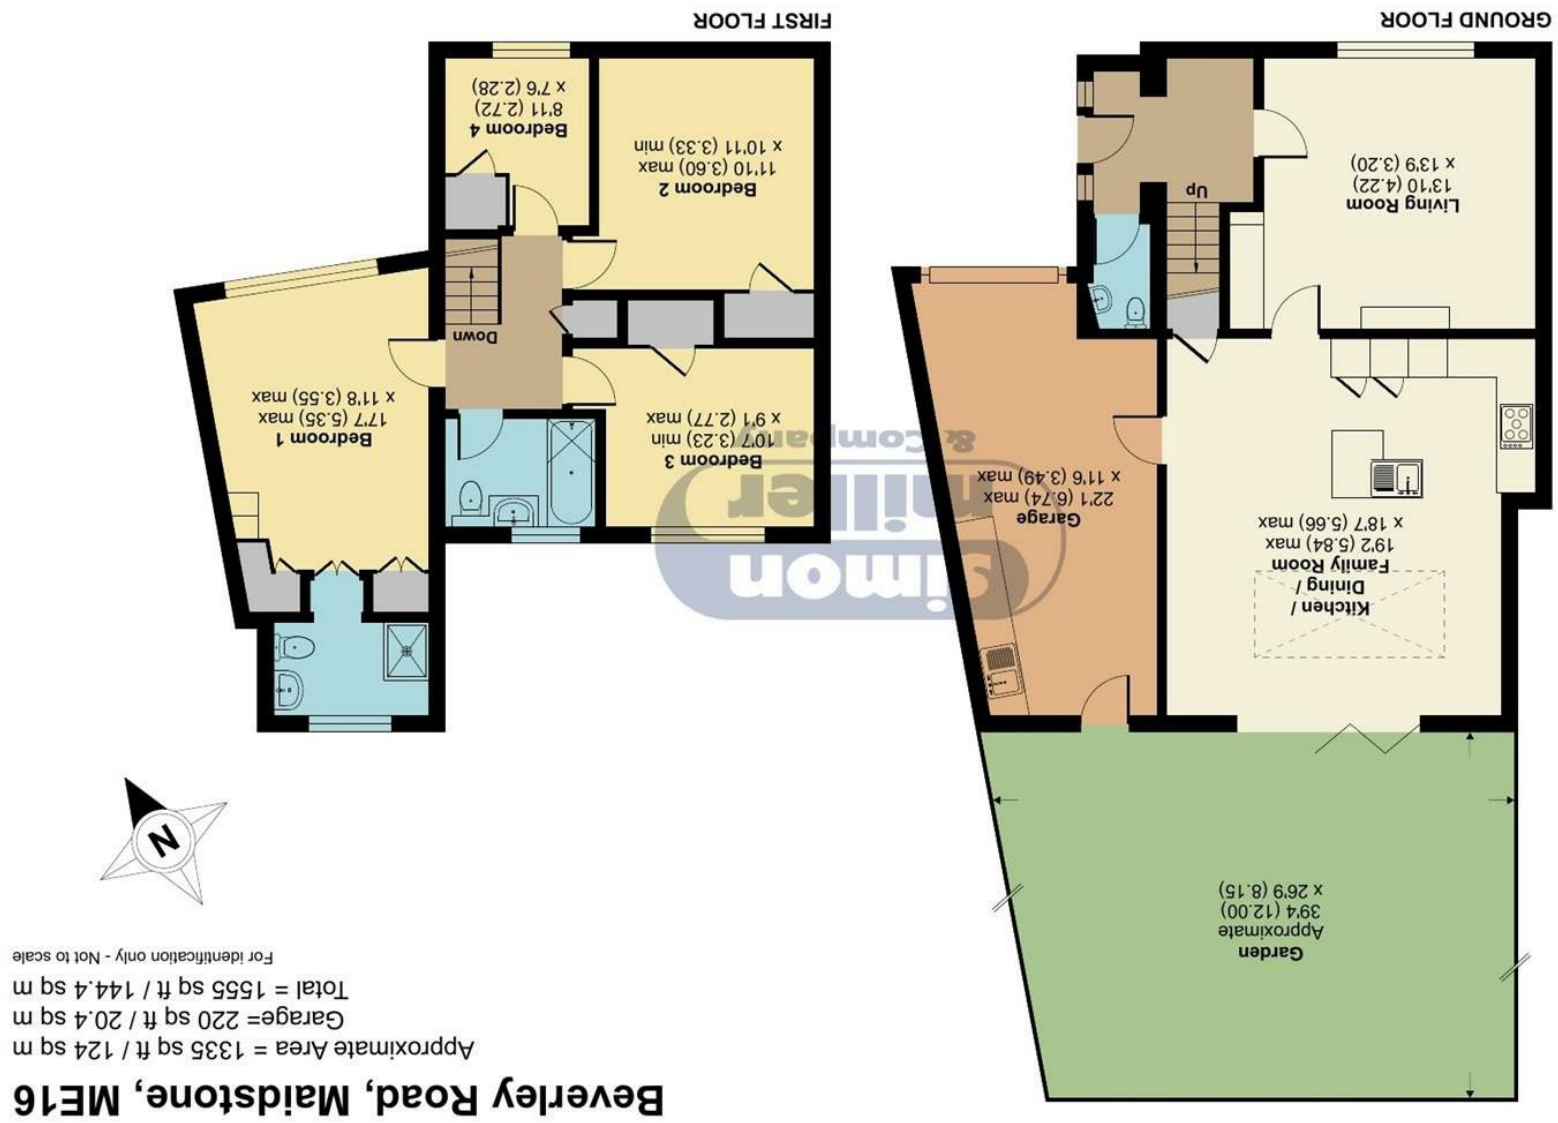 Beverley Road, Maidstone, ME16
Approximate Area = 1335 sq ft / 124 sq m
Garage= 220 sq ft / 20.4 sq m
Total = 1555 sq ft / 144.4 sq m
For identification only - Not to scale
N
Garden
Approximate
39'4 (12.00)
x 26'9 (8.15)
Kitchen /
Dining /
Family Room
19'2 (5.84) max
x 18'7 (5.66) max
Garage
22'1 (6.74) max
x 11'6 (3.49) max
Living Room
13'10 (4.22)
x 13'9 (3.20)
Up
GROUND FLOOR
Bedroom 3
10'7 (3.23) min
x 9'1 (2.77) max
Bedroom 1
17'7 (5.35) max
x 11'8 (3.55) max
Down
Bedroom 2
11'10 (3.60) max
x 10'11 (3.33) min
Bedroom 4
8'11 (2.72)
x 7'6 (2.28)
FIRST FLOOR
simon
miller
& company